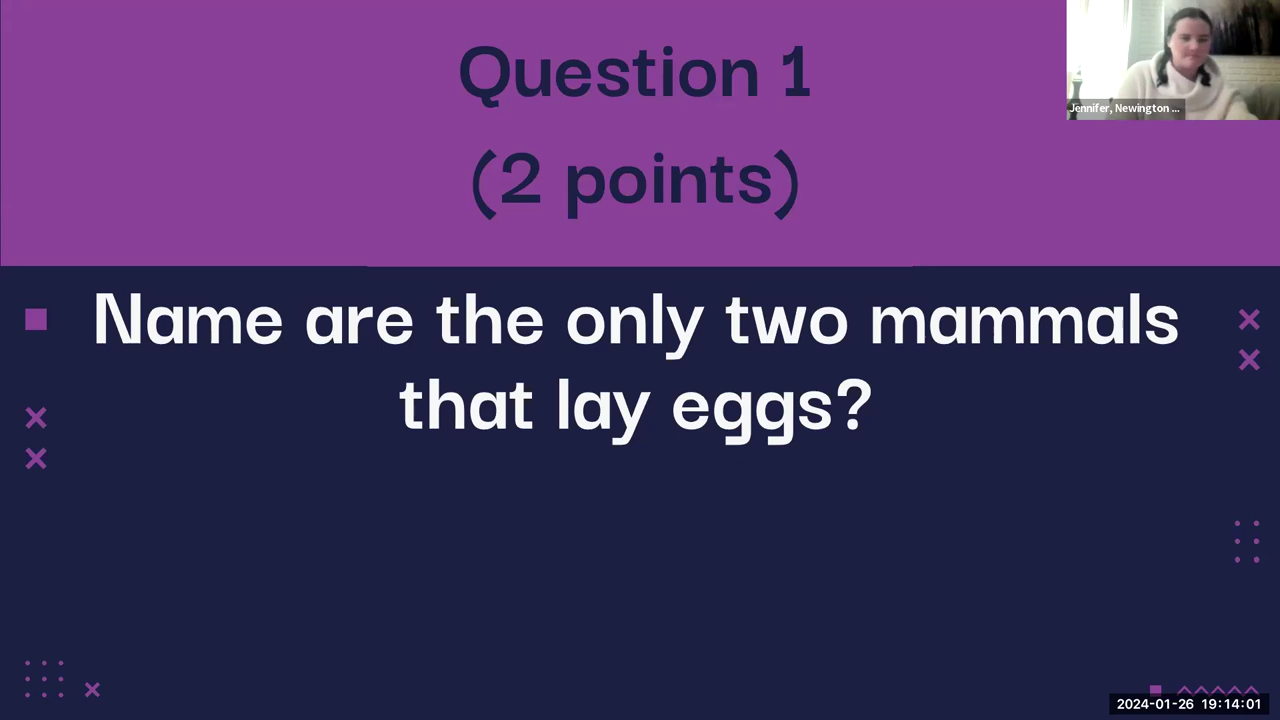 Question 1
(2 points)
Jennifer, Newington ...
Name are the only two mammals
that lay eggs?
2024-01-26 19:14:01